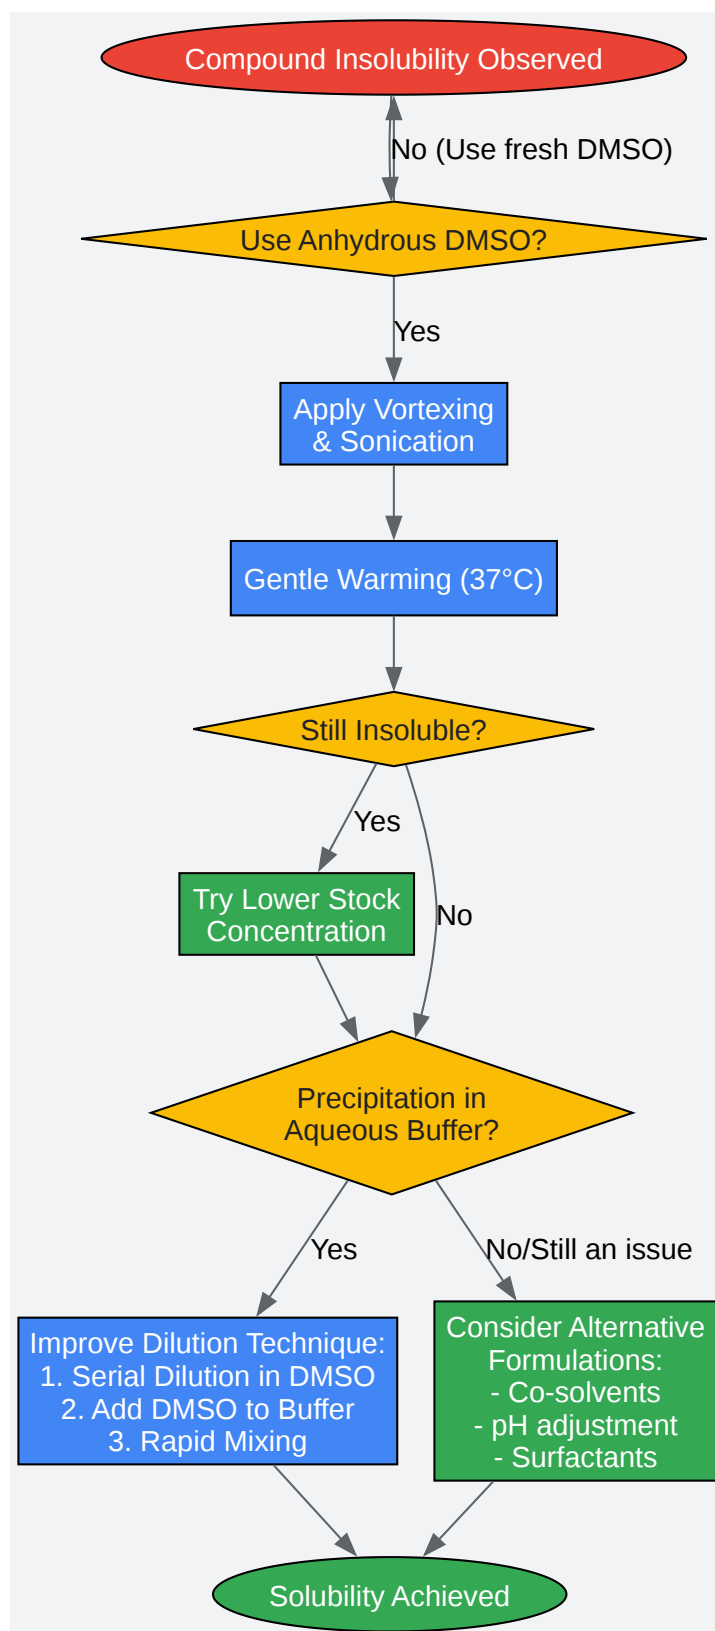 Compound Insolubility Observed
No (Use fresh DMSO)
Use Anhydrous DMSO?
Yes
Apply Vortexing
& Sonication
Gentle Warming (37°C)
Still Insoluble?
Yes
Try Lower Stock
Concentration
No
Precipitation in
Aqueous Buffer?
Yes
No/Still an issue
Improve Dilution Technique:
1. Serial Dilution in DMSO
2. Add DMSO to Buffer
3. Rapid Mixing
Consider Alternative
Formulations:
- Co-solvents
- pH adjustment
- Surfactants
Solubility Achieved